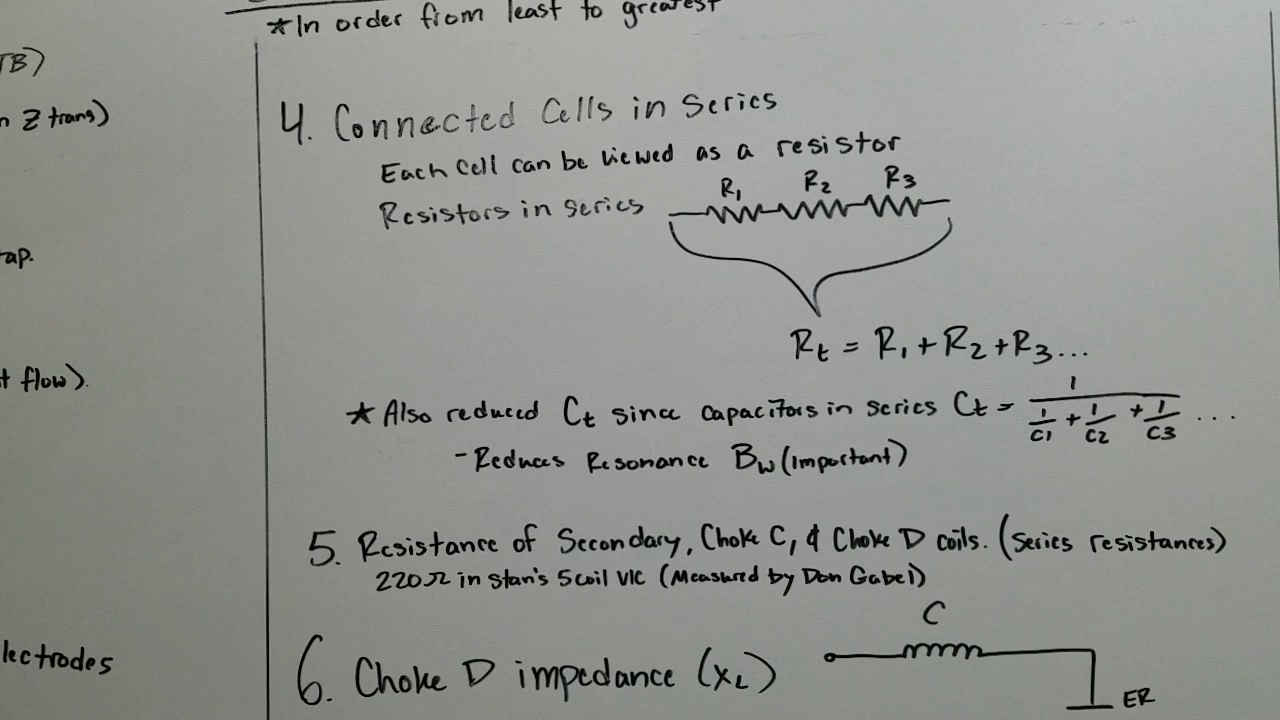 *In order from least to greatest
TB)
n Z trans)
ap.
t flow).
lectrodes
4. Connected Cells in Series
Each Cell can be viewed as a resistor
Resistors in series R1 R2 R3
Rt = R1 + R2 + R3 ...
* Also reduced Ct since capacitors in series Ct = 1 / (1/C1 + 1/C2 + 1/C3 ...
- Reduces Resonance Bw (important)
5. Resistance of Secondary, Choke C, & Choke D coils. (Series resistances)
220Ω in Stan's 5 coil VIC (Measured by Don Gabel)
C
6. Choke D impedance (XL)
ER